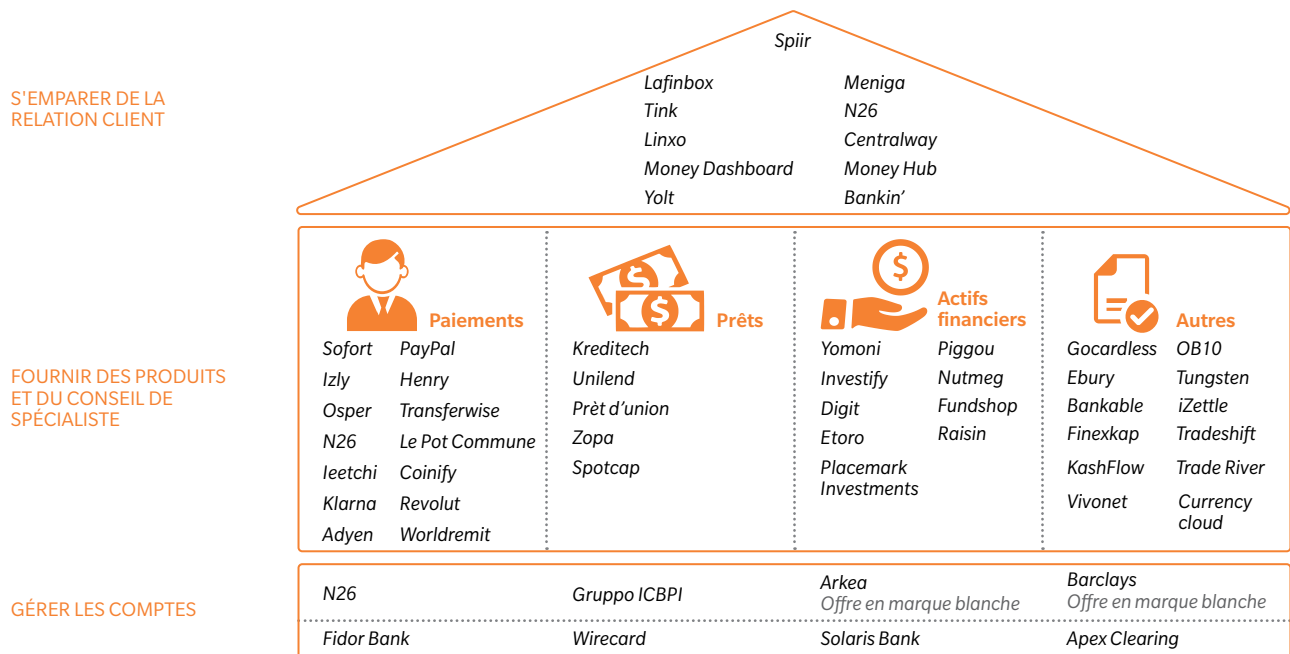 S'EMPARER DE LA
RELATION CLIENT
Spiir
Lafinbox
Tink
Linxo
Money Dashboard
Yolt
Meniga
N26
Centralway
Money Hub
Bankin’
FOURNIR DES PRODUITS
ET DU CONSEIL DE
SPÉCIALISTE
Paiements
Sofort
Izly
Osper
N26
leetchi
Klarna
Adyen
PayPal
Henry
Transferwise
Le Pot Commune
Coinify
Revolut
Worldremit
Prêts
Kreditech
Unilend
Prèt d’union
Zopa
Spotcap
Actifs
financiers
Yomoni
Investify
Digit
Etoro
Placemark
Investments
Piggou
Nutmeg
Fundshop
Raisin
Autres
Gocardless
Ebury
Bankable
Finexkap
KashFlow
Vivonet
OB10
Tungsten
iZettle
Tradeshift
Trade River
Currency
cloud
GÉRER LES COMPTES
N26
Gruppo ICBPI
Arkea
Offre en marque blanche
Barclays
Offre en marque blanche
Fidor Bank
Wirecard
Solaris Bank
Apex Clearing